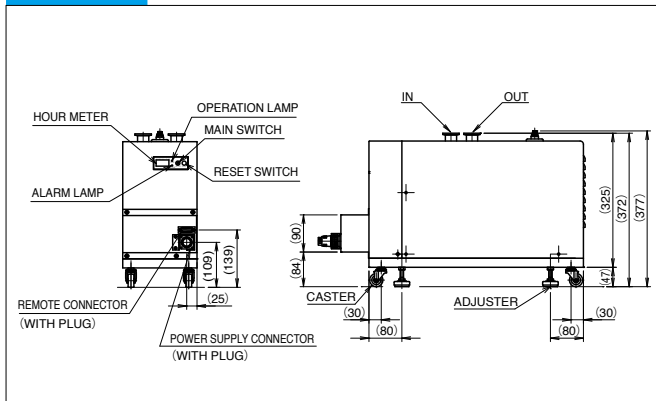 IN
OUT
OPERATION LAMP
HOUR METER
MAIN SWITCH
RESET SWITCH
ALARM LAMP
(325)
(372)
(377)
(90)
(84)
(109)
(139)
(47)
(25)
REMOTE CONNECTOR
(WITH PLUG)
CASTER
ADJUSTER
(30)
(30)
(80)
(80)
POWER SUPPLY CONNECTOR
(WITH PLUG)